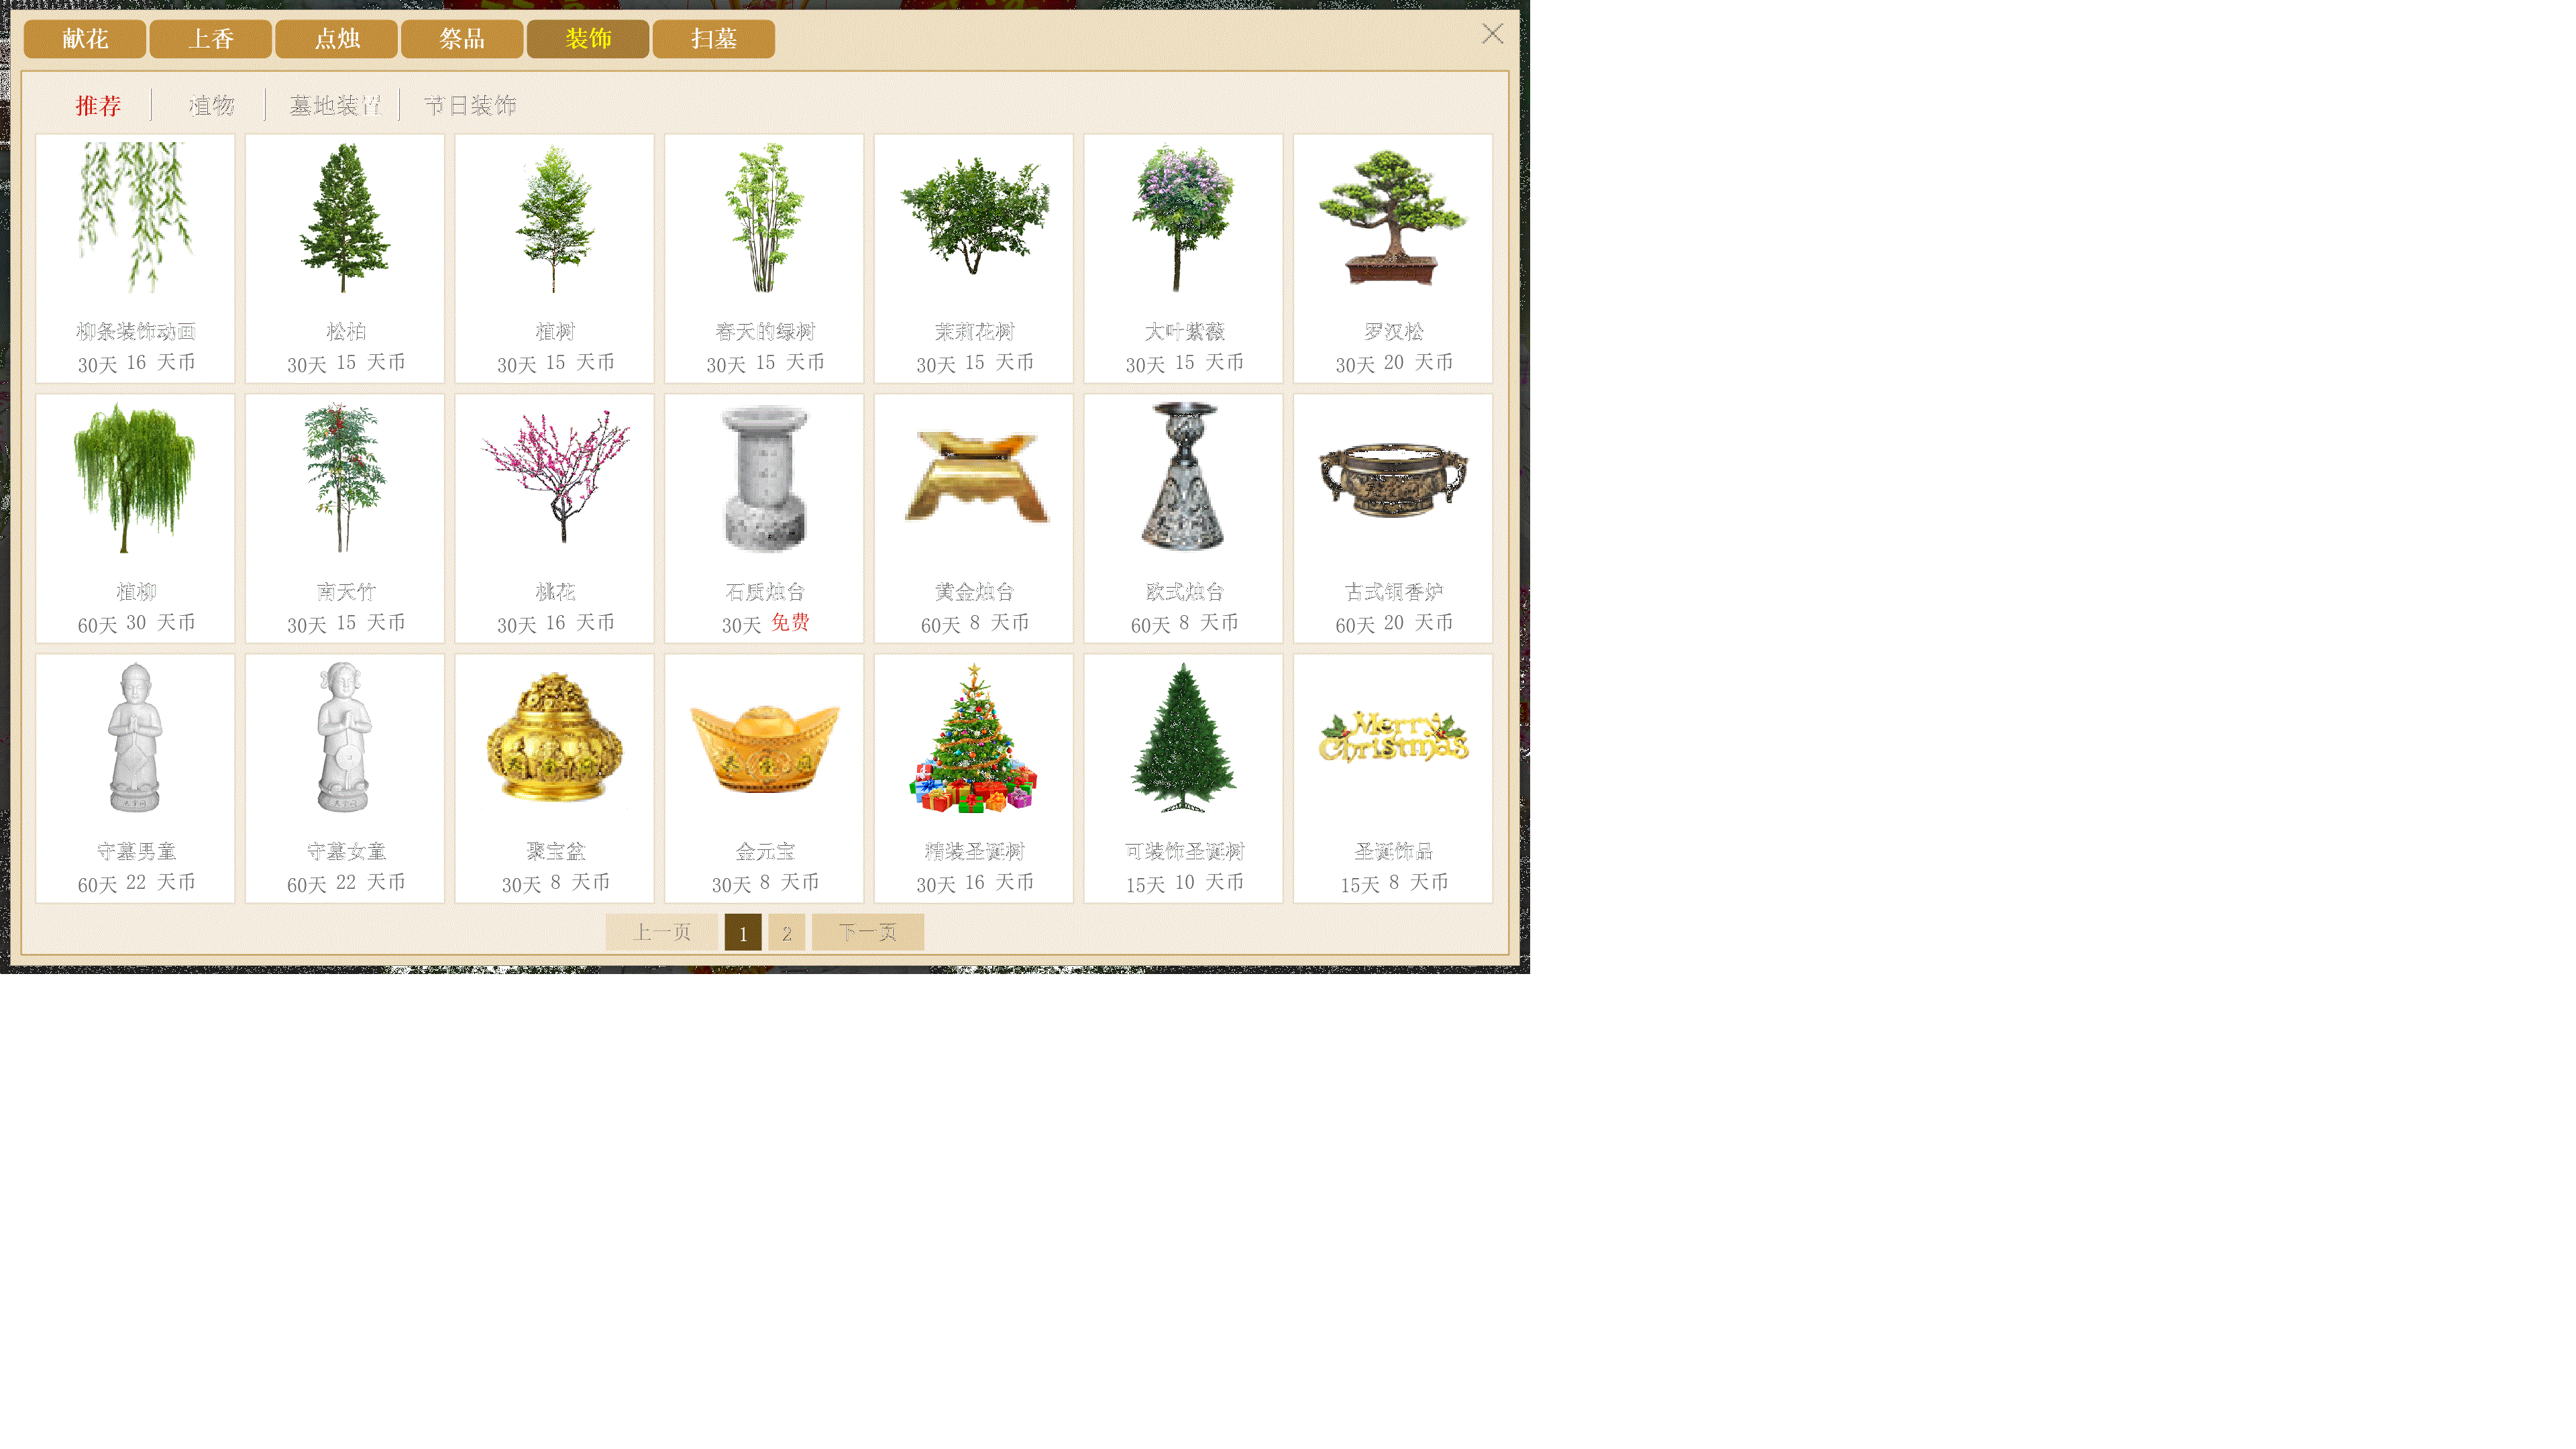 献花 上香 点烛 祭品 装饰 扫墓
推荐 植物 墓地装置 节日装饰
柳条装饰动画 松柏 植树 春天的绿树 茉莉花树 大叶紫薇 罗汉松
30天 16 天币 30天 15 天币 30天 15 天币 30天 15 天币 30天 15 天币 30天 15 天币 30天 20 天币
植柳 南天竹 桃花 石质烛台 黄金烛台 欧式烛台 古式铜香炉
60天 30 天币 30天 15 天币 30天 16 天币 30天 免费 60天 8 天币 60天 8 天币 60天 20 天币
Merry
Christmas
守墓男童 守墓女童 聚宝盆 金元宝 精装圣诞树 可装饰圣诞树 圣诞饰品
60天 22 天币 60天 22 天币 30天 8 天币 30天 8 天币 30天 16 天币 15天 10 天币 15天 8 天币
上一页 1 2 下一页